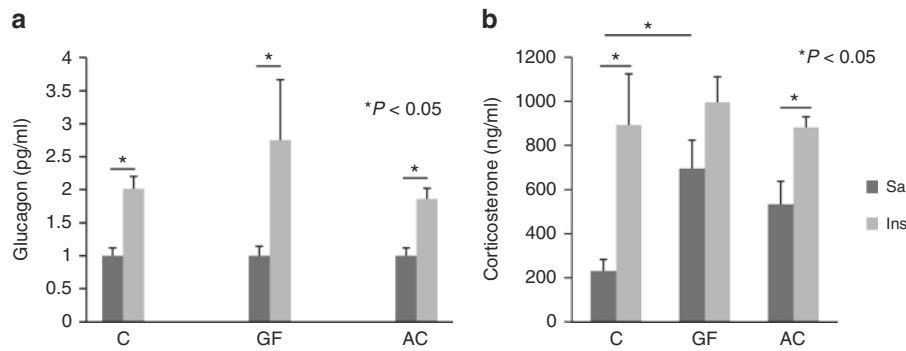 a
Glucagon (pg/ml)
4
3.5
3
2.5
2
1.5
1
0.5
0
*
*
*
*P < 0.05
C
GF
AC
b
Corticosterone (ng/ml)
1200
1000
800
600
400
200
0
*
*
*
*P < 0.05
C
GF
AC
Sa
Ins